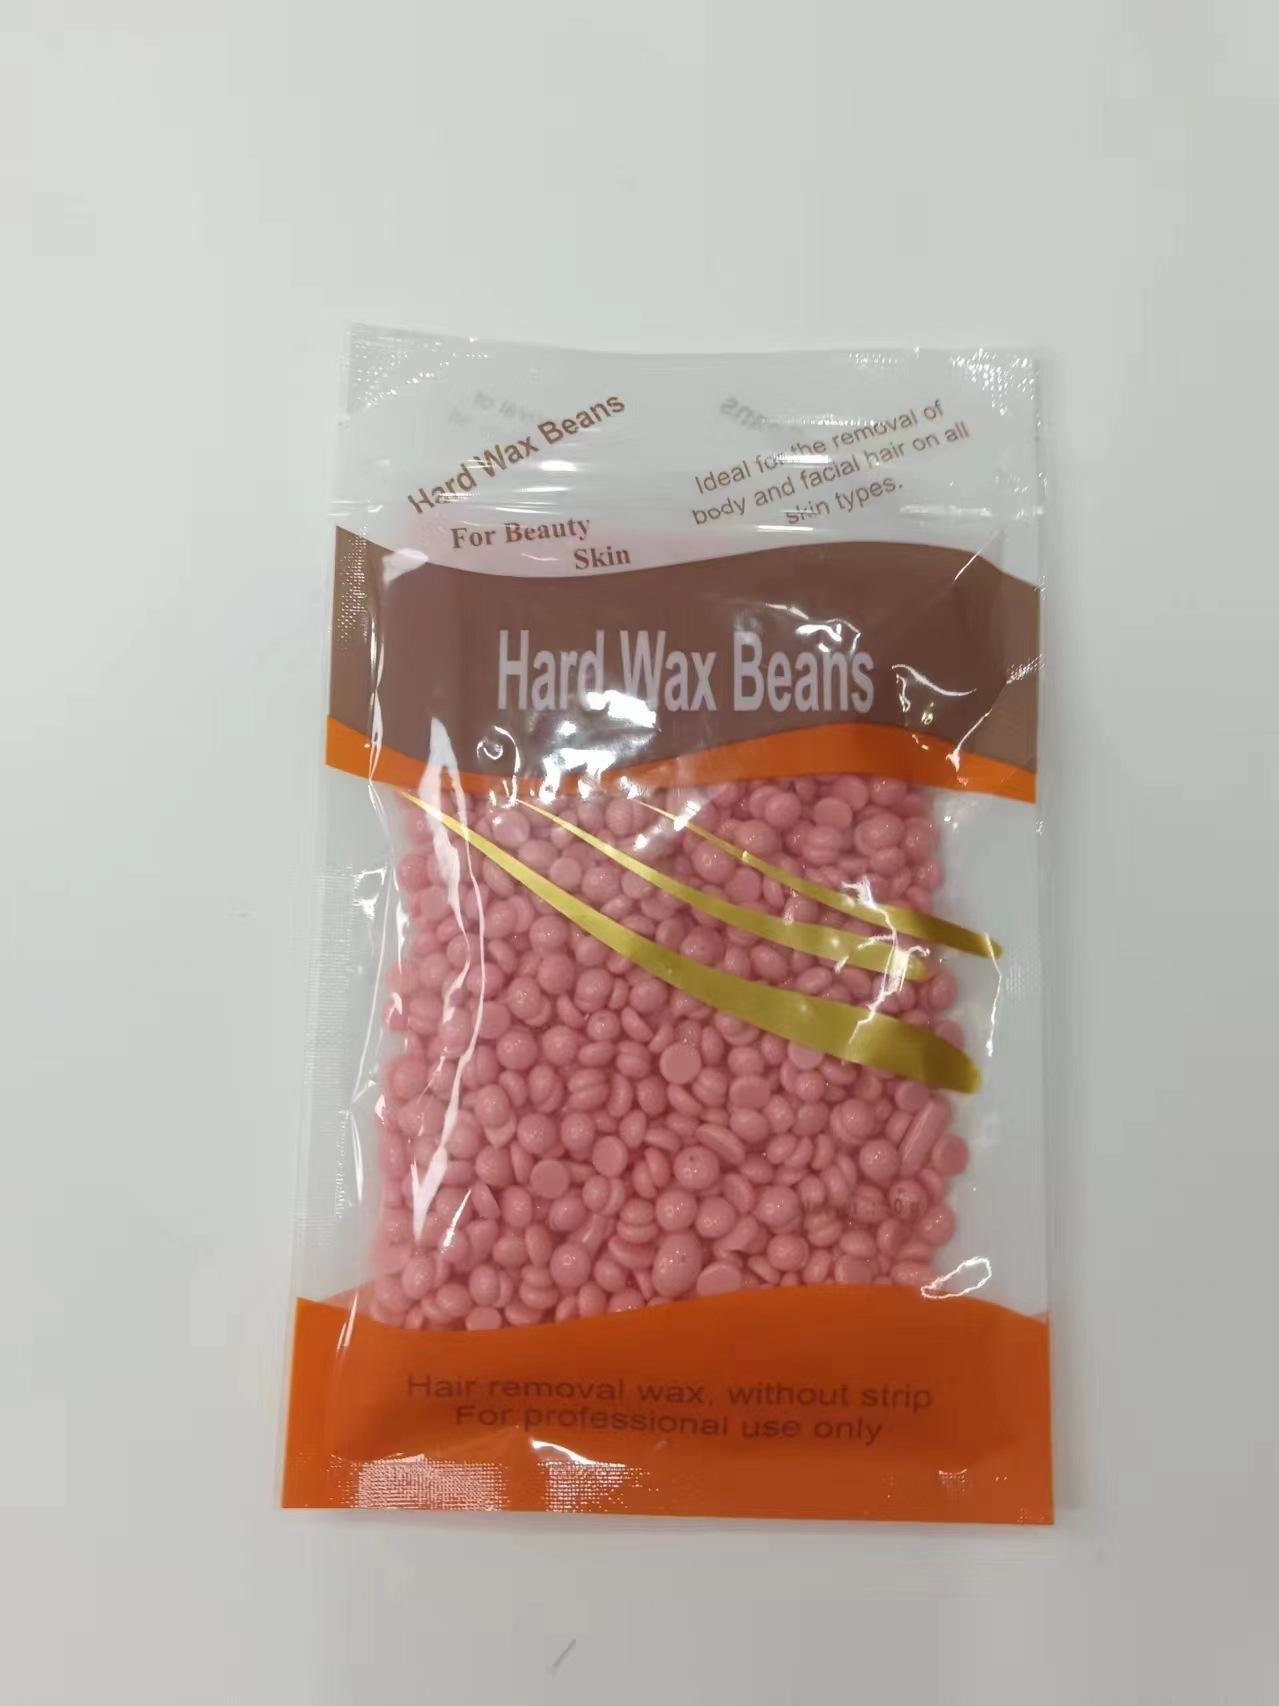 Hard Wax Beans
For Beauty
Skin
Ideal for the removal of
body and facial hair on all
skin types.
Hard Wax Beans
Hair removal wax, without strip
For professional use only